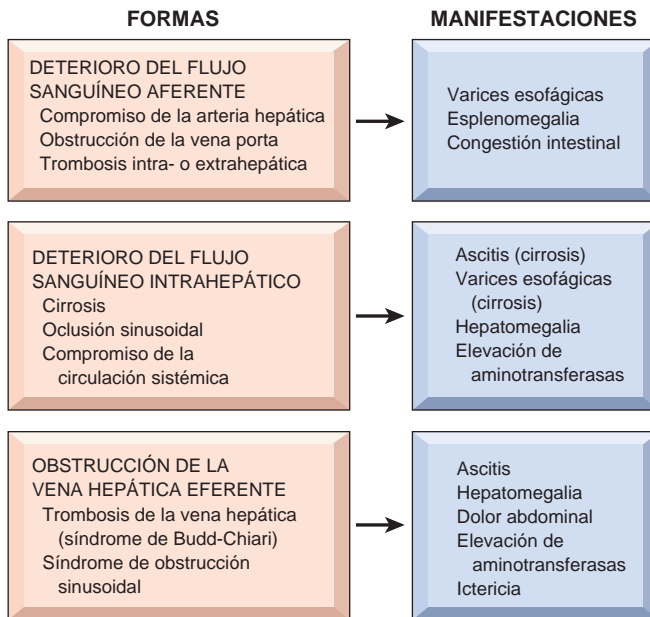 FORMAS
MANIFESTACIONES
DETERIORO DEL FLUJO
SANGUÍNEO AFERENTE
Compromiso de la arteria hepática
Obstrucción de la vena porta
Trombosis intra- o extrahepática
Varices esofágicas
Esplenomegalia
Congestión intestinal
DETERIORO DEL FLUJO
SANGUÍNEO INTRAHEPÁTICO
Cirrosis
Oclusión sinusoidal
Compromiso de la
circulación sistémica
Ascitis (cirrosis)
Varices esofágicas
(cirrosis)
Hepatomegalia
Elevación de
aminotransferasas
OBSTRUCCIÓN DE LA
VENA HEPÁTICA EFERENTE
Trombosis de la vena hepática
(síndrome de Budd-Chiari)
Síndrome de obstrucción
sinusoidal
Ascitis
Hepatomegalia
Dolor abdominal
Elevación de
aminotransferasas
Ictericia